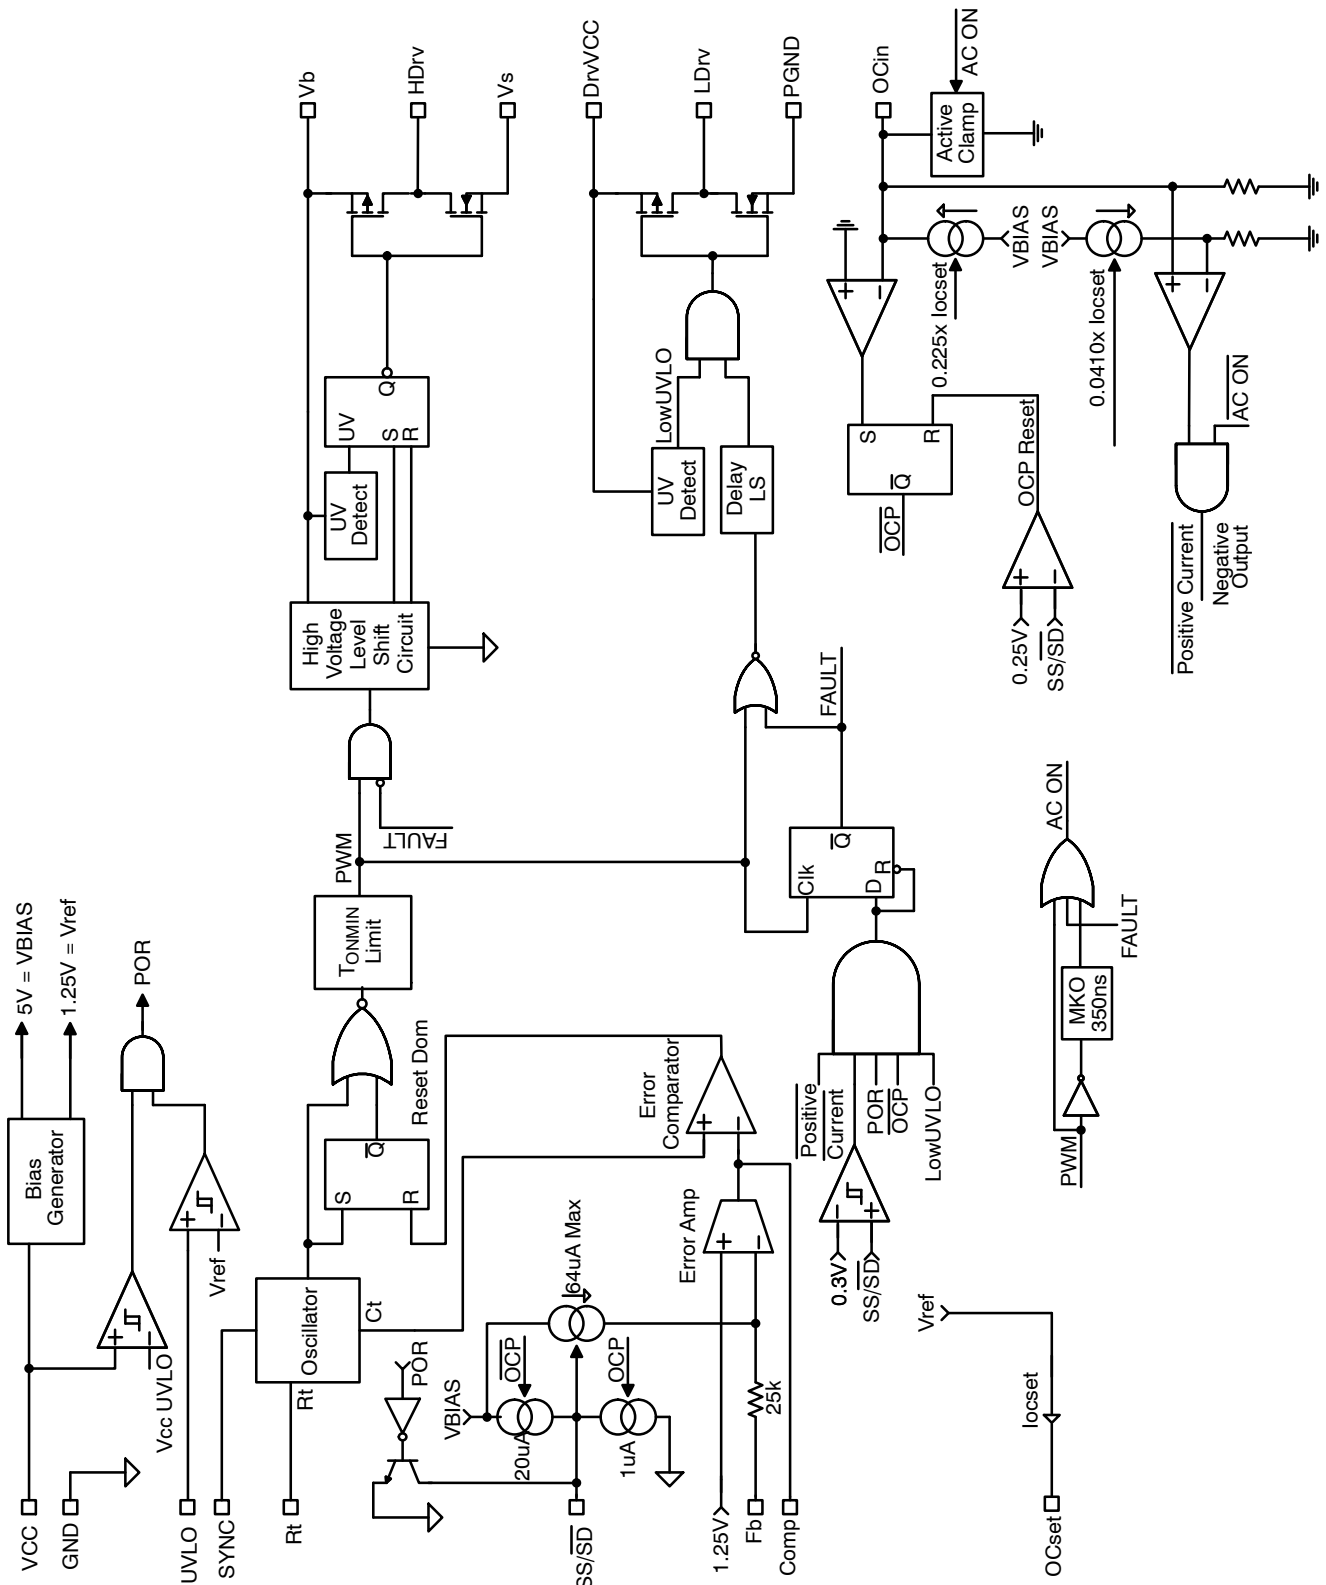 VCC
GND
Bias
Generator
5V = VBIAS
1.25V = Vref
POR
+
−
Vcc UVLO
UVLO
+
−
Vref
SYNC
Rt
Rt
Oscillator
Ct
S
R
Q
Reset Dom
TONMIN
Limit
PWM
FAULT
High
Voltage
Level
Shift
Circuit
UV
Detect
UV
S
R
Q
Vb
HDrv
Vs
POR
VBIAS
20uA
OCP
64uA Max
1uA
OCP
SS/SD
1.25V
Fb
25k
Comp
Error Amp
+
−
Error
Comparator
+
−
Clk
D
R
Q
FAULT
UV
Detect
LowUVLO
Delay
LS
DrvVCC
LDrv
PGND
Positive
Current
POR
OCP
LowUVLO
0.3V
SS/SD
−
+
OCP
Q
S
R
+
−
OCin
Active
Clamp
AC ON
0.225x Iocset
VBIAS
VBIAS
0.0410x Iocset
OCP Reset
0.25V
SS/SD
+
−
+
−
AC ON
Positive Current
Negative
Output
Vref
Iocset
OCset
PWM
MKO
350ns
FAULT
AC ON